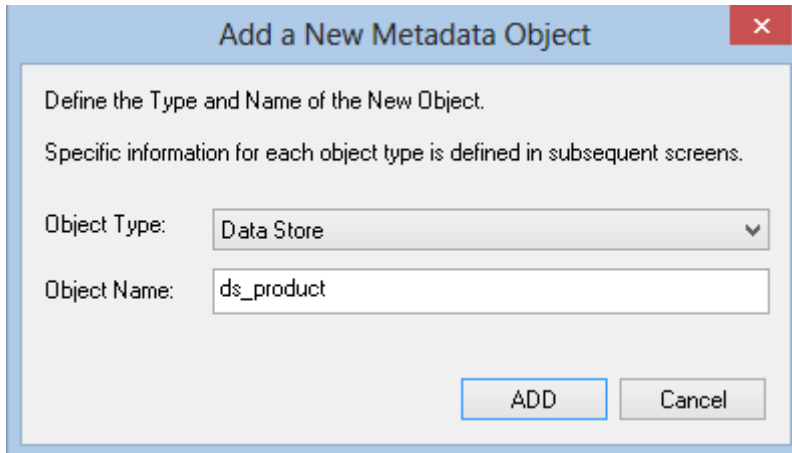 Add a New Metadata Object
Define the Type and Name of the New Object.
Specific information for each object type is defined in subsequent screens.
Object Type: Data Store
Object Name: ds_product
ADD Cancel